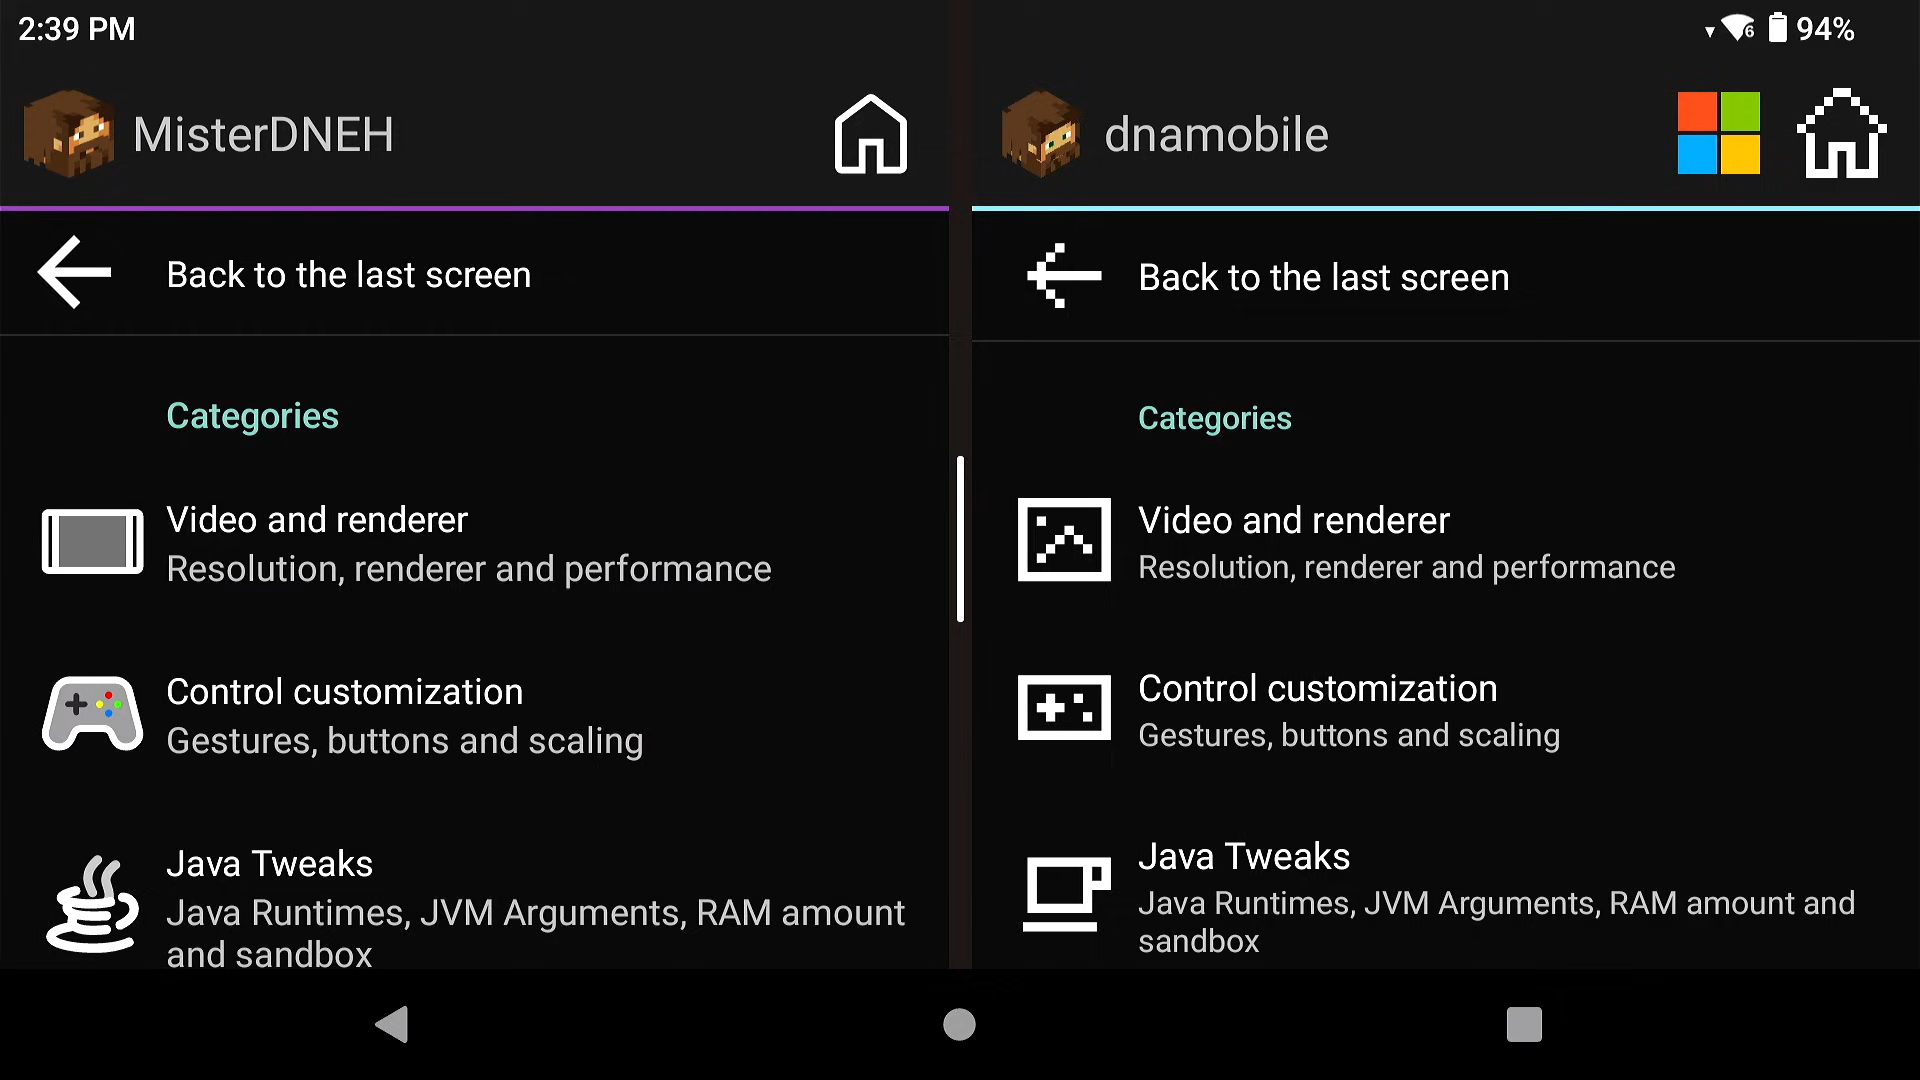 2:39 PM
6 94%
MisterDNEH
Back to the last screen
Categories
Video and renderer
Resolution, renderer and performance
Control customization
Gestures, buttons and scaling
Java Tweaks
Java Runtimes, JVM Arguments, RAM amount
and sandbox
dnamobile
Back to the last screen
Categories
Video and renderer
Resolution, renderer and performance
Control customization
Gestures, buttons and scaling
Java Tweaks
Java Runtimes, JVM Arguments, RAM amount and
sandbox